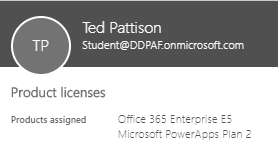 TP
Ted Pattison
Student@DDPAF.onmicrosoft.com
Product licenses
Products assigned
Office 365 Enterprise E5
Microsoft PowerApps Plan 2